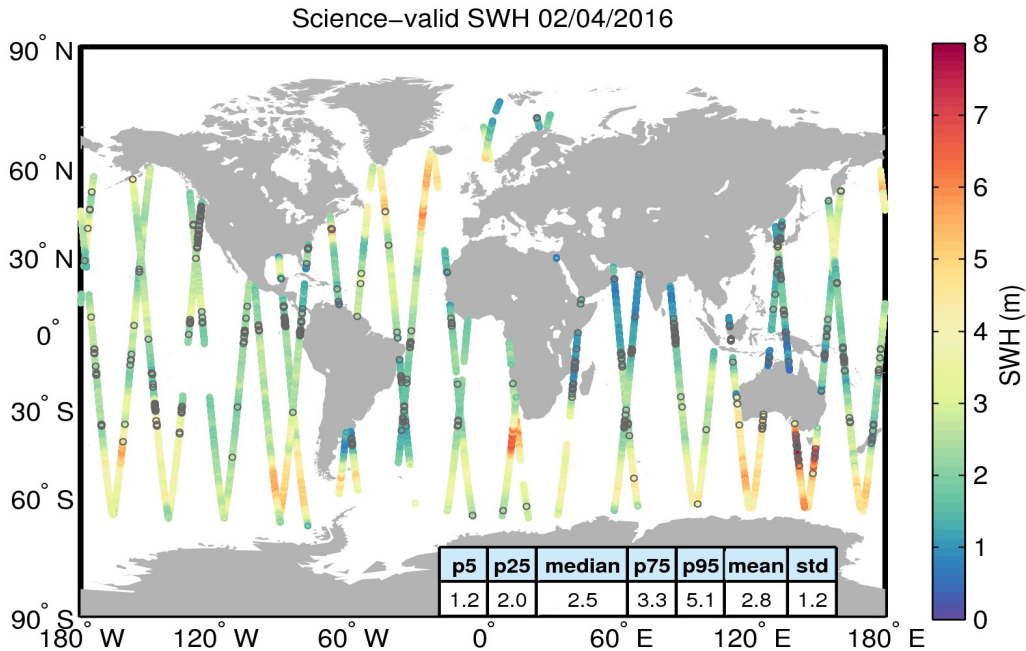 Science−valid SWH 02/04/2016
90° N
60° N
30° N
0°
30° S
60° S
90° S
180° W
120° W
60° W
0°
60° E
120° E
180° E
p5 p25 median p75 p95 mean std
1.2 2.0 2.5 3.3 5.1 2.8 1.2
8
7
6
5
4
3
2
1
0
SWH (m)